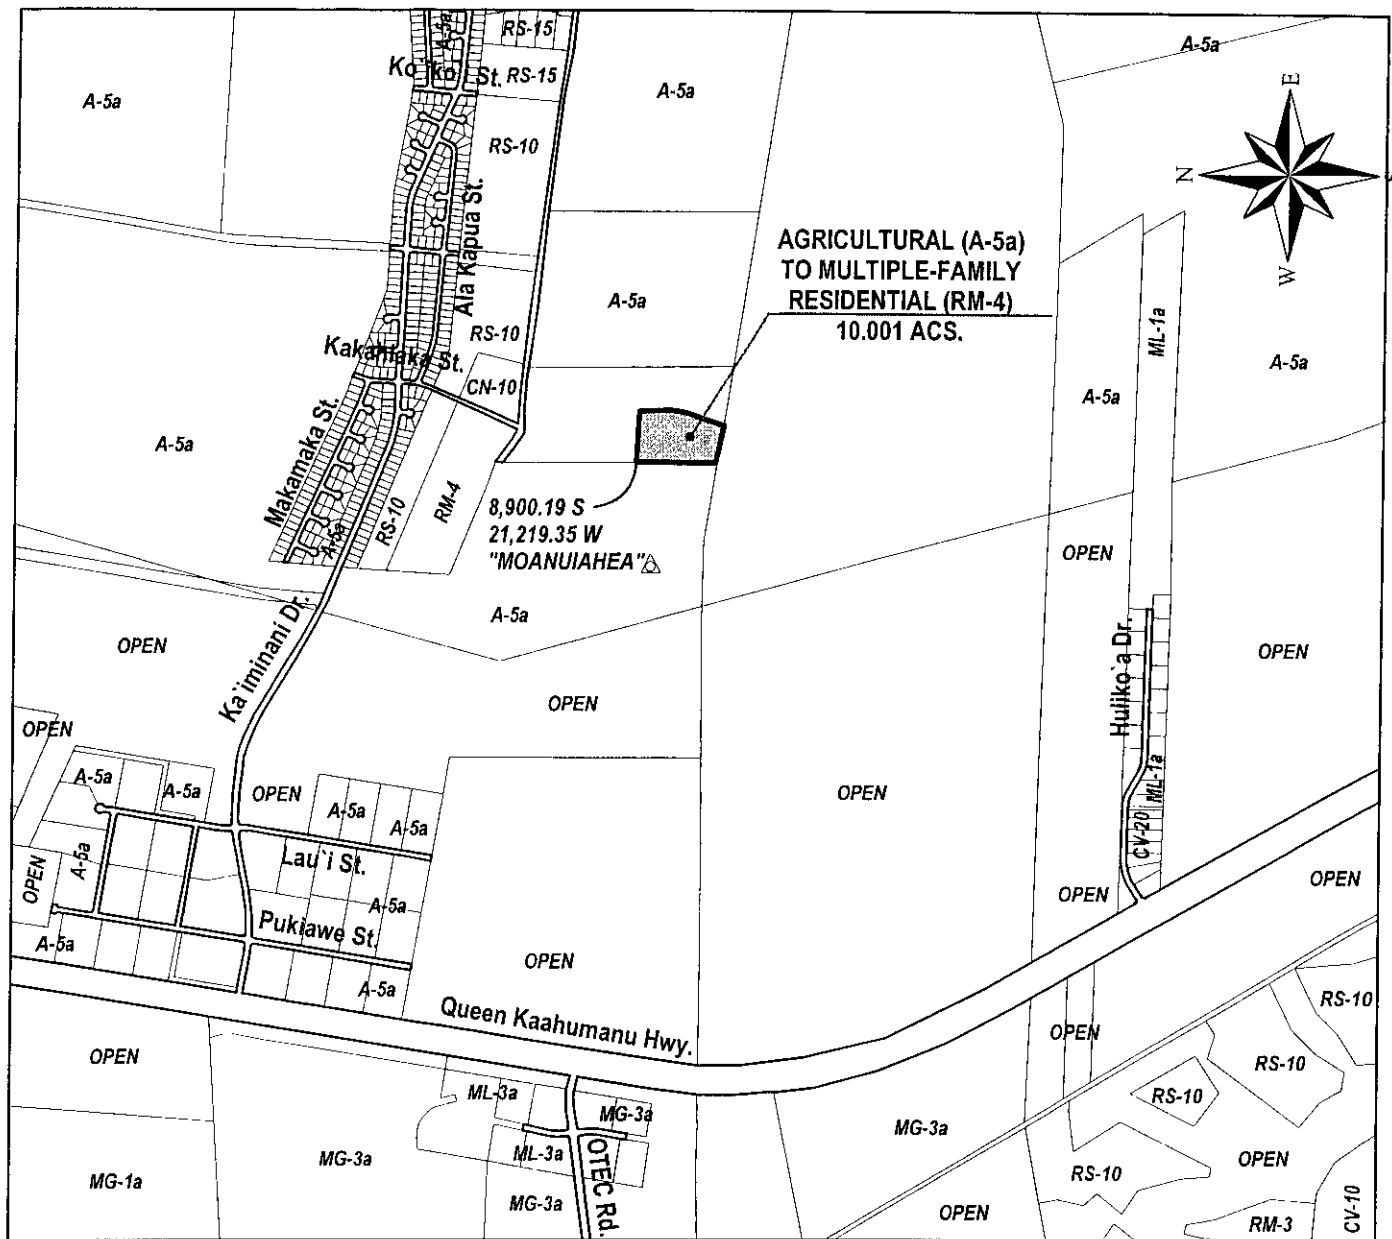 A-5a
RS-15
A-5a
Ko`iko St.
RS-15
A-5a
A-5a
E
N
W
RS-10
Ala Kapua St.
AGRICULTURAL (A-5a)
TO MULTIPLE-FAMILY
RESIDENTIAL (RM-4)
10.001 ACS.
A-5a
RS-10
ML-1a
A-5a
Makamaka St.
CN-10
A-5a
A-5a
RM-4
RS-10
A-5a
8,900.19 S
21,219.35 W
"MOANUIAHEA"
OPEN
A-5a
OPEN
Ka`iminani Dr.
Huliko`a Dr.
OPEN
OPEN
OPEN
A-5a
A-5a
OPEN
A-5a
A-5a
OPEN
ML-1a
CV-20
Lau`i St.
OPEN
A-5a
A-5a
OPEN
OPEN
Pukiawe St.
A-5a
A-5a
OPEN
Queen Kaahumanu Hwy.
RS-10
OPEN
OPEN
RS-10
ML-3a
RS-10
MG-3a
MG-3a
ML-3a
OTEC Rd.
MG-3a
OPEN
MG-1a
RS-10
MG-3a
OPEN
RM-3
CV-10